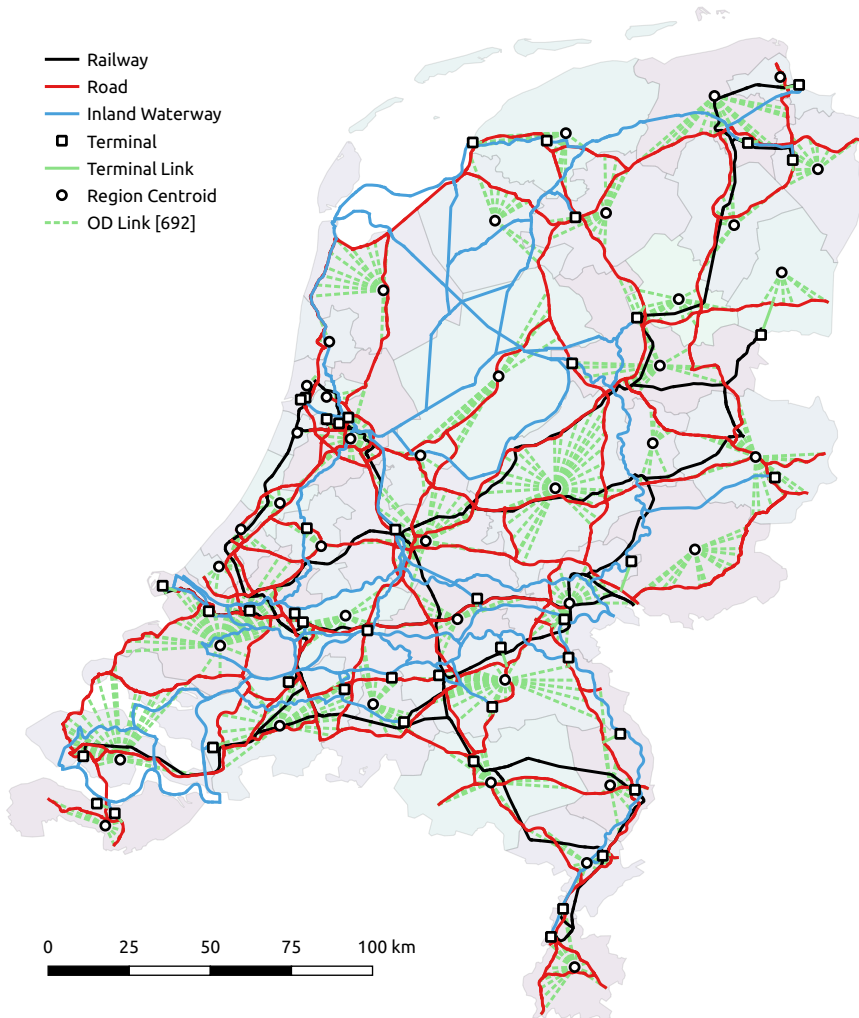 Railway
Road
Inland Waterway
Terminal
Terminal Link
Region Centroid
OD Link [692]
0 25 50 75 100 km